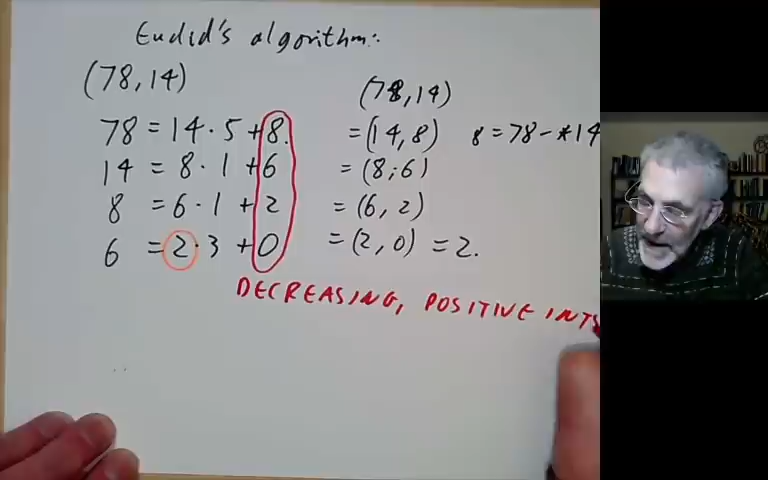 Euclid's algorithm:
(78,14)
78 = 14·5+8.
14 = 8·1 +6
8 = 6·1 + 2
6 = 2·3 +0
(78,14)
=(14,8) 8=78-*14
=(8,6)
=(6,2)
=(2,0) =2.
DECREASING, POSITIVE INTS